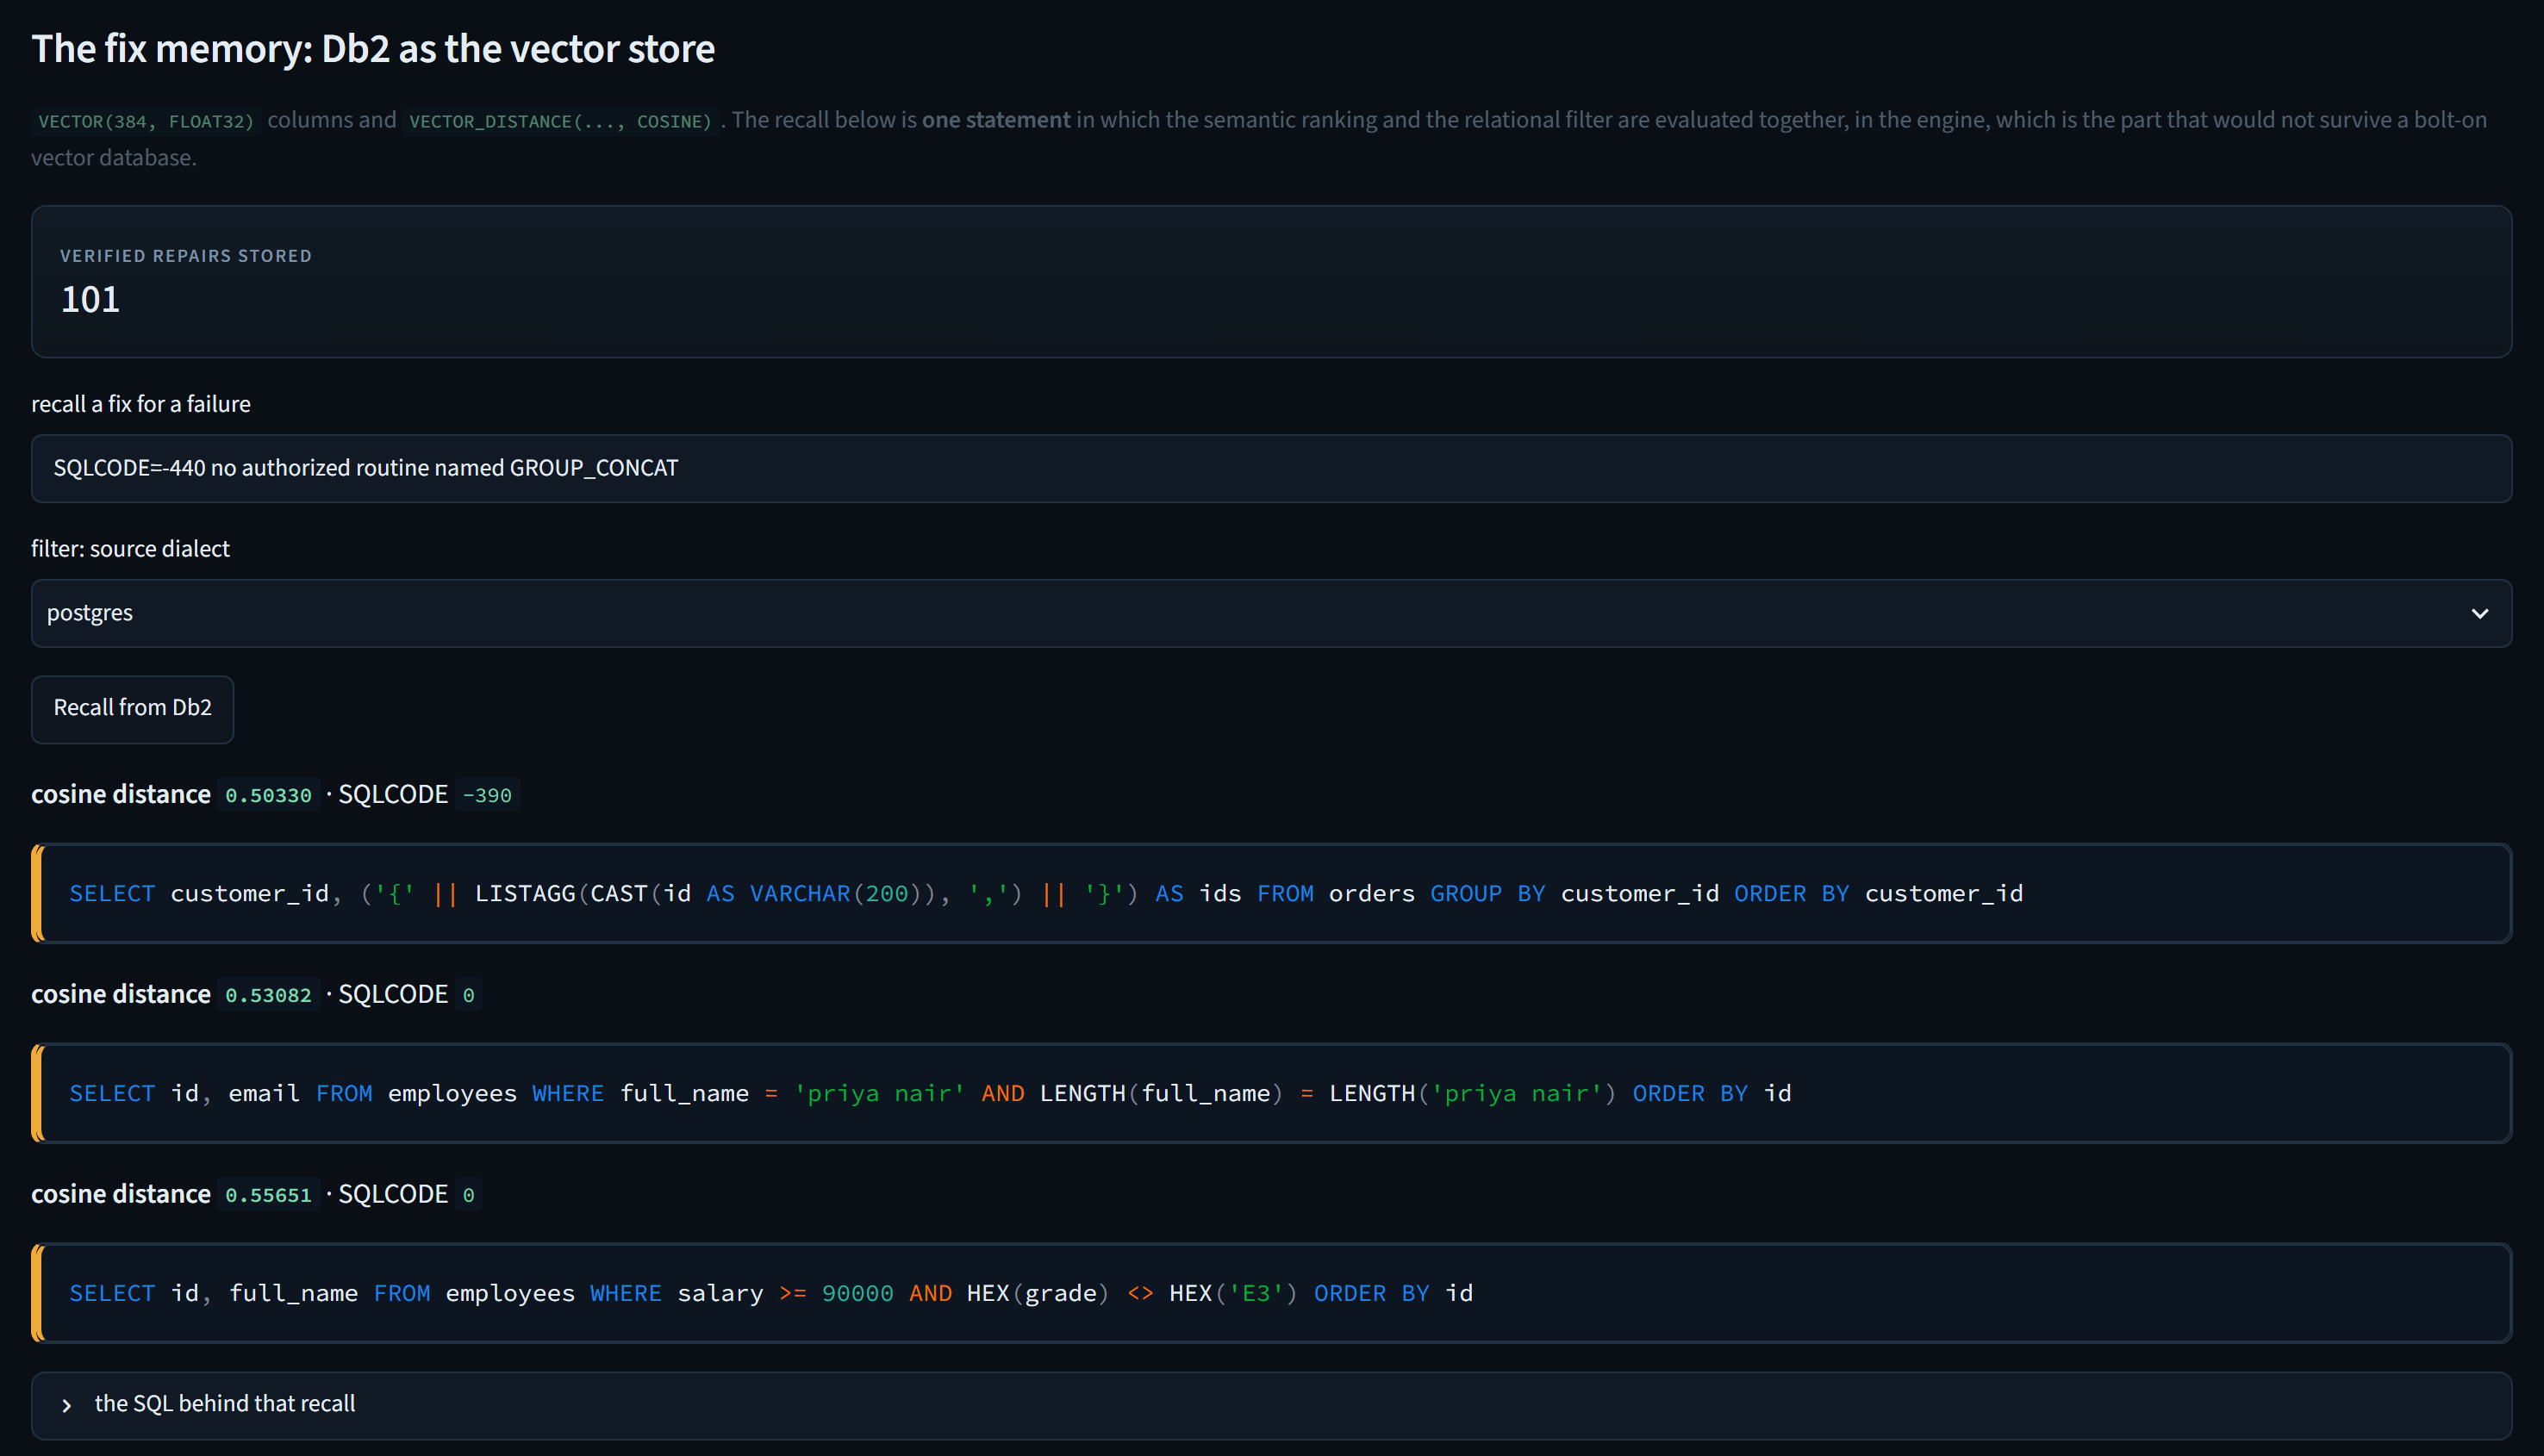 The fix memory: Db2 as the vector store
VECTOR(384, FLOAT32) columns and VECTOR_DISTANCE(..., COSINE). The recall below is one statement in which the semantic ranking and the relational filter are evaluated together, in the engine, which is the part that would not survive a bolt-on
vector database.
VERIFIED REPAIRS STORED
101
recall a fix for a failure
SQLCODE=-440 no authorized routine named GROUP_CONCAT
filter: source dialect
postgres
Recall from Db2
cosine distance 0.50330 · SQLCODE -390
SELECT customer_id, ('{' || LISTAGG(CAST(id AS VARCHAR(200)), ',') || '}') AS ids FROM orders GROUP BY customer_id ORDER BY customer_id
cosine distance 0.53082 · SQLCODE 0
SELECT id, email FROM employees WHERE full_name = 'priya nair' AND LENGTH(full_name) = LENGTH('priya nair') ORDER BY id
cosine distance 0.55651 · SQLCODE 0
SELECT id, full_name FROM employees WHERE salary >= 90000 AND HEX(grade) <> HEX('E3') ORDER BY id
the SQL behind that recall